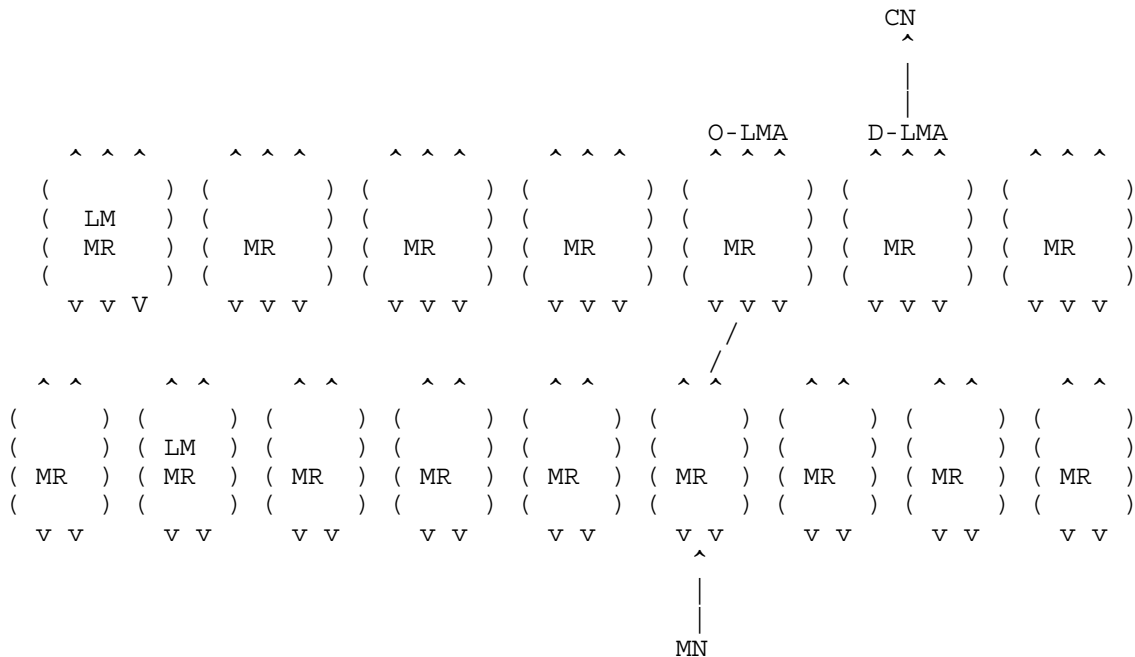 CN
^
|
|
O-LMA D-LMA
^ ^ ^ ^ ^ ^ ^ ^ ^ ^ ^ ^ ^ ^ ^ ^ ^ ^ ^ ^ ^
( ) ( ) ( ) ( ) ( ) ( ) ( )
( LM ) ( ) ( ) ( ) ( ) ( ) ( )
( MR ) ( MR ) ( MR ) ( MR ) ( MR ) ( MR ) ( MR )
( ) ( ) ( ) ( ) ( ) ( ) ( )
v v V v v v v v v v v v v v v v v v v v v
/
/
^ ^ ^ ^ ^ ^ ^ ^ ^ ^ ^ ^ ^ ^ ^ ^ ^ ^
( ) ( ) ( ) ( ) ( ) ( ) ( ) ( ) ( )
( ) ( LM ) ( ) ( ) ( ) ( ) ( ) ( ) ( )
( MR ) ( MR ) ( MR ) ( MR ) ( MR ) ( MR ) ( MR ) ( MR ) ( MR )
( ) ( ) ( ) ( ) ( ) ( ) ( ) ( ) ( )
v v v v v v v v v v v v v v v v v v
^
|
|
MN